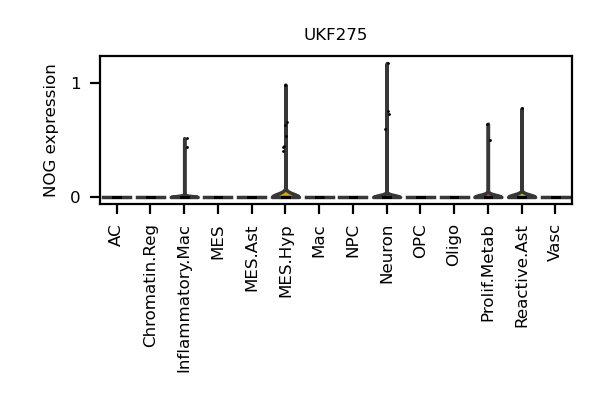 UKF275
NOG expression
1
0
AC
Chromatin.Reg
Inflammatory.Mac
MES
MES.Ast
MES.Hyp
Mac
NPC
Neuron
OPC
Oligo
Prolif.Metab
Reactive.Ast
Vasc